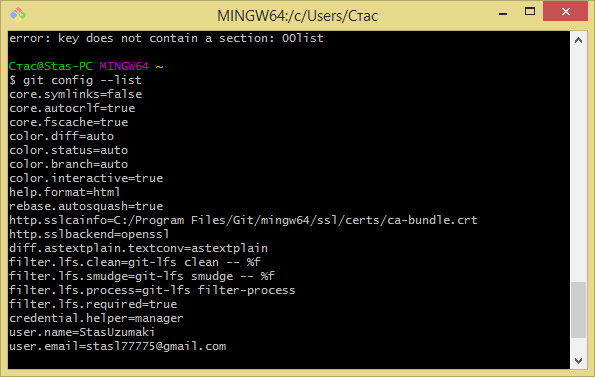 MINGW64:/c/Users/Стас
error: key does not contain a section: OOlist
Стас@Stas-PC MINGW64 ~
$ git config --list
core.symlinks=false
core.autocrlf=true
core.fscache=true
color.diff=auto
color.status=auto
color.branch=auto
color.interactive=true
help.format=html
rebase.autosquash=true
http.sslcainfo=C:/Program Files/Git/mingw64/ssl/certs/ca-bundle.crt
http.sslbackend=openssl
diff.astextplain.textconv=astextplain
filter.lfs.clean=git-lfs clean -- %f
filter.lfs.smudge=git-lfs smudge -- %f
filter.lfs.process=git-lfs filter-process
filter.lfs.required=true
credential.helper=manager
user.name=StasUzumaki
user.email=stasl77775@gmail.com